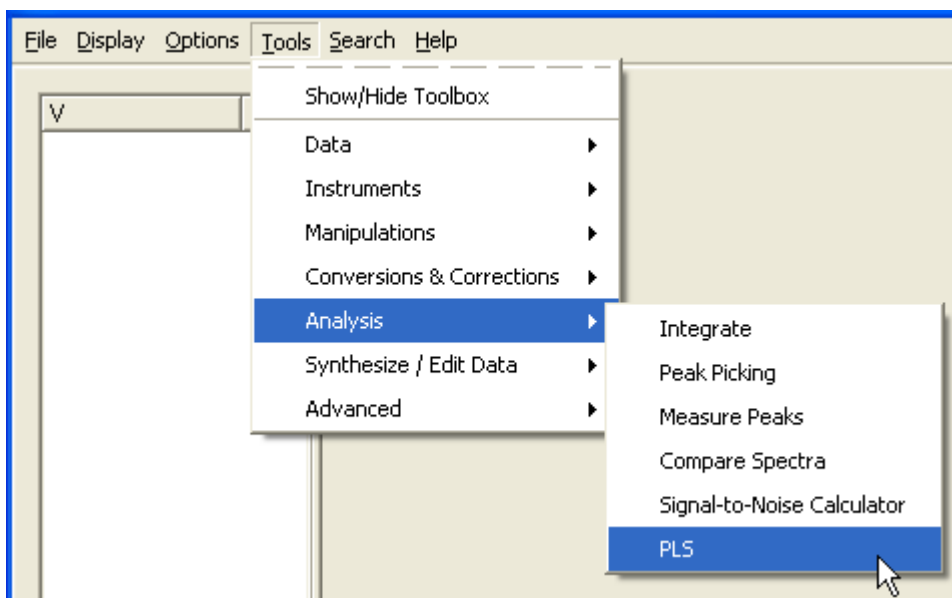 File Display Options Tools Search Help
V
Show/Hide Toolbox
Data
Instruments
Manipulations
Conversions & Corrections
Analysis
Synthesize / Edit Data
Advanced
Integrate
Peak Picking
Measure Peaks
Compare Spectra
Signal-to-Noise Calculator
PLS